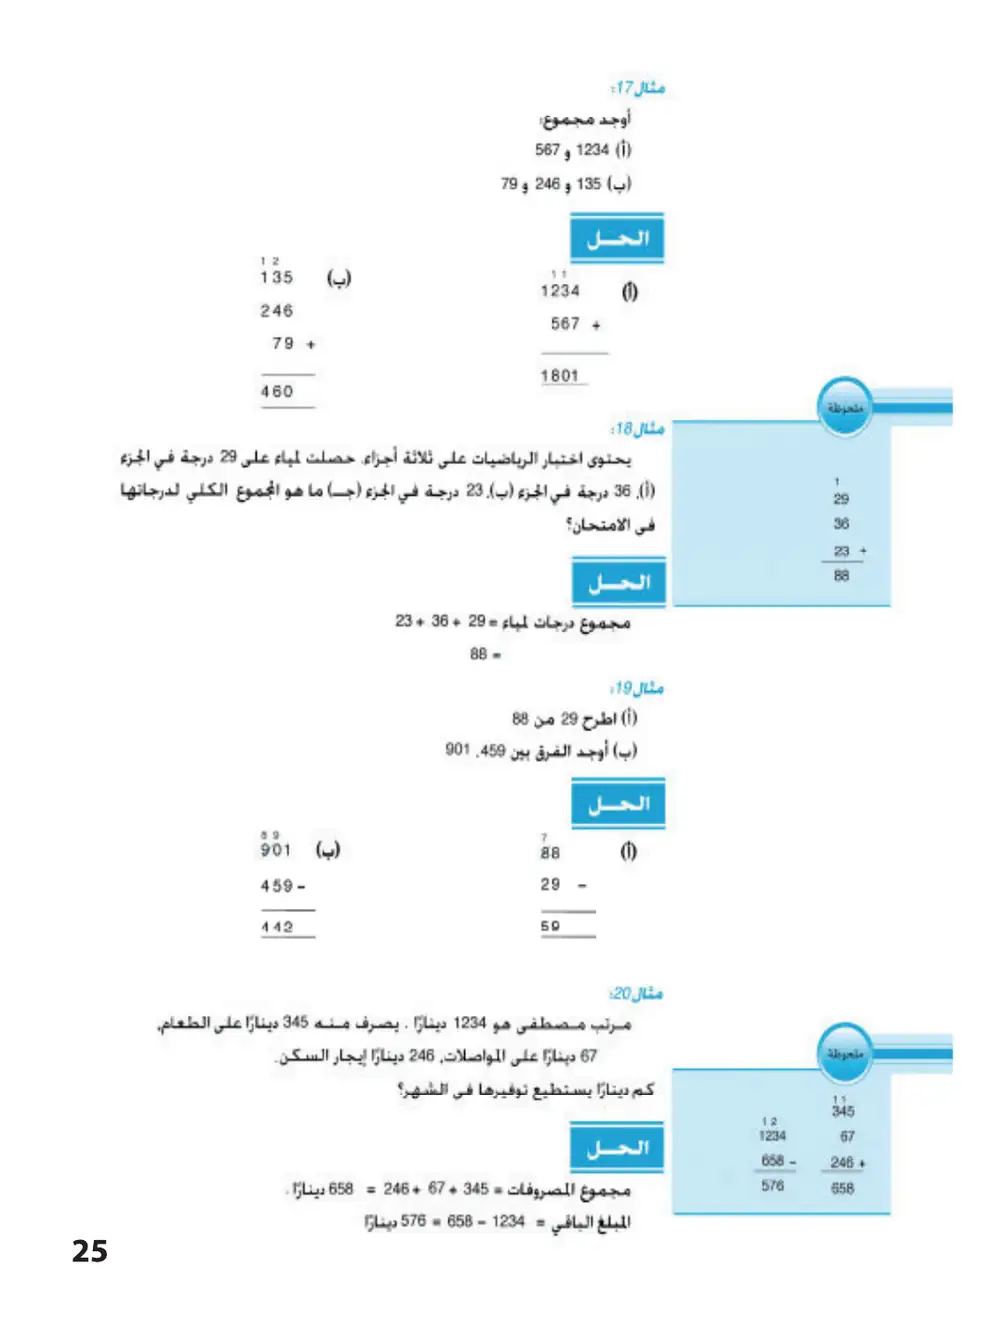 مثال 17:
أوجد مجموع:
(أ) 1234 و 567
(ب) 135 و 246 و 79
الحــل
(أ)
1 1
1234
567 +
1801
(ب)
1 2
135
246
79 +
460
مثال 18:
يحتوى اختبار الرياضيات على ثلاثة أجزاء. حصلت لمياء على 29 درجة في الجزء
(أ)، 36 درجة في الجزء (ب)، 23 درجة في الجزء (جـ) ما هو المجموع الكلي لدرجاتها
فى الامتحان؟
ملحوظة
1
29
36
23 +
88
الحــل
مجموع درجات لمياء = 29 + 36 + 23
= 88
مثال 19:
(أ) اطرح 29 من 88
(ب) أوجد الفرق بين 459، 901
الحــل
(أ)
7
88
29 –
59
(ب)
8 9
901
459 –
442
مثال 20:
مرتب مصطفى هو 1234 دينارًا . يصرف منه 345 دينارًا على الطعام،
67 دينارًا على المواصلات، 246 دينارًا إيجار السكن.
كم دينارًا يستطيع توفيرها فى الشهر؟
ملحوظة
1 1
345
67
246 +
658
1 2
1234
658 –
576
الحــل
مجموع المصروفات = 345 + 67 + 246 = 658 دينارًا .
المبلغ الباقي = 1234 – 658 = 576 دينارًا
25